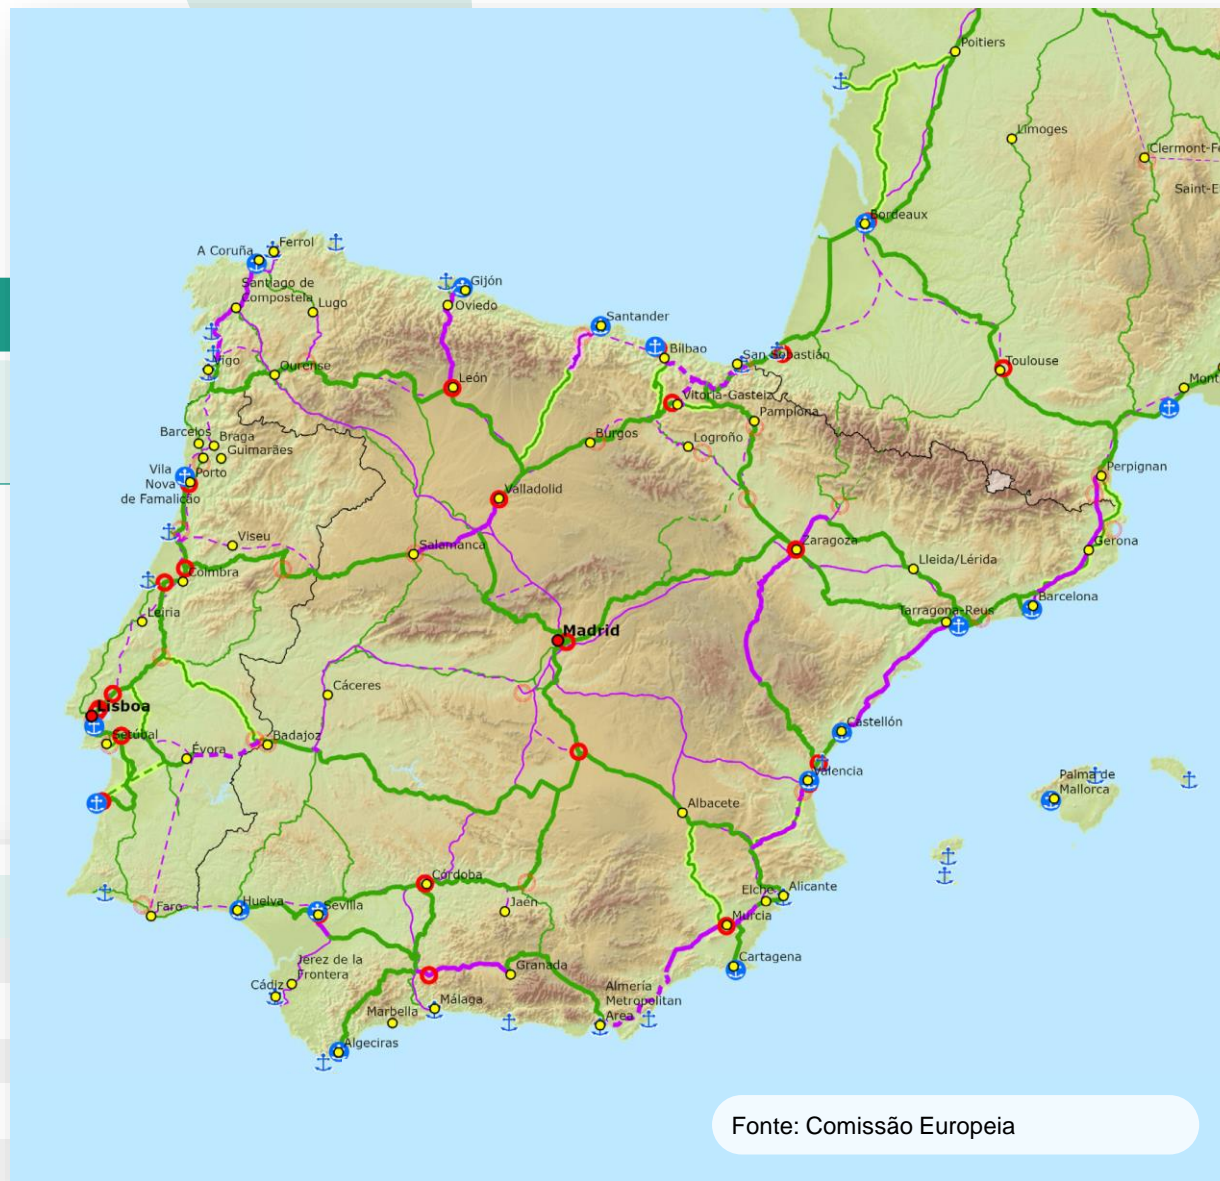 Poitiers
Limoges
Clermont-Fe
Saint-E
Bordeaux
A Coruña
Ferrol
Santiago de
Compostela
Lugo
Gijón
Oviedo
Santander
Bilbao
San Sebastián
Toulouse
Mont
Vigo
Ourense
León
Vitoria-Gasteiz
Pamplona
Burgos
Logroño
Barcelos
Braga
Guimarães
Vila
Nova
de Famalicão
Porto
Perpignan
Valladolid
Viseu
Salamanca
Zaragoza
Gerona
Coimbra
Lleida/Lérida
Leiria
Tarragona-Reus
Barcelona
Madrid
Cáceres
Lisboa
Castellón
Setúbal
Évora
Badajoz
Valencia
Palma de
Mallorca
Albacete
Córdoba
Elche
Alicante
Faro
Huelva
Sevilla
Jaén
Murcia
Jerez de la
Frontera
Granada
Cartagena
Cádiz
Almería
Metropolitan
Area
Málaga
Marbella
Algeciras
Fonte: Comissão Europeia